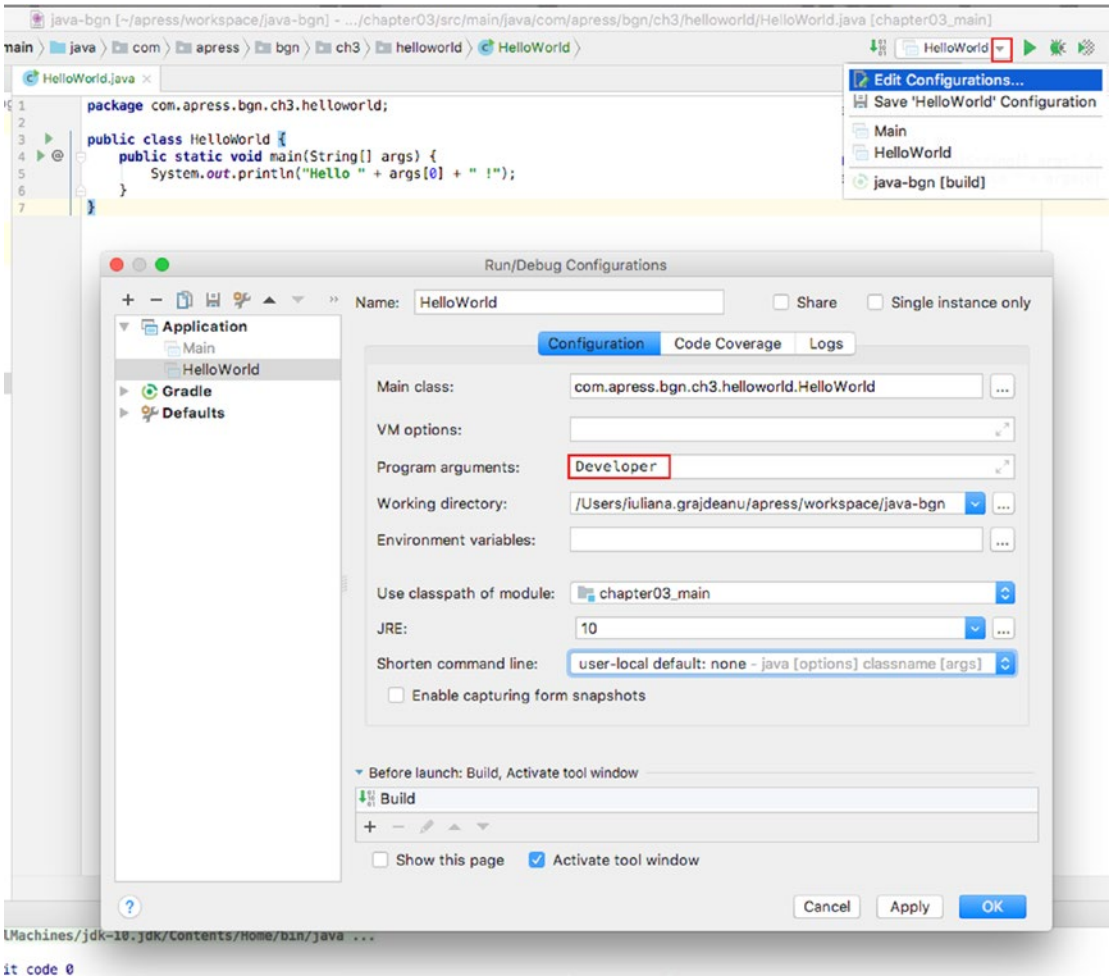 java-bgn [~/apress/workspace/java-bgn] - .../chapter03/src/main/java/com/apress/bgn/ch3/helloworld/HelloWorld.java [chapter03_main]
main java com apress bgn ch3 helloworld HelloWorld HelloWorld
HelloWorld.java
Edit Configurations...
Save 'HelloWorld' Configuration
Main
HelloWorld
java-bgn [build]
1 package com.apress.bgn.ch3.helloworld;
2
3 public class HelloWorld {
4 @ public static void main(String[] args) {
5 System.out.println("Hello " + args[0] + " !");
6 }
7 }
Run/Debug Configurations
Application
Main
HelloWorld
Gradle
Defaults
Name: HelloWorld Share Single instance only
Configuration Code Coverage Logs
Main class: com.apress.bgn.ch3.helloworld.HelloWorld ...
VM options:
Program arguments: Developer
Working directory: /Users/iuliana.grajdeanu/apress/workspace/java-bgn ...
Environment variables: ...
Use classpath of module: chapter03_main
JRE: 10 ...
Shorten command line: user-local default: none - java [options] classname [args]
Enable capturing form snapshots
Before launch: Build, Activate tool window
Build
Show this page Activate tool window
? Cancel Apply OK
lMachines/jdk-10.jdk/Contents/Home/bin/java ...
it code 0